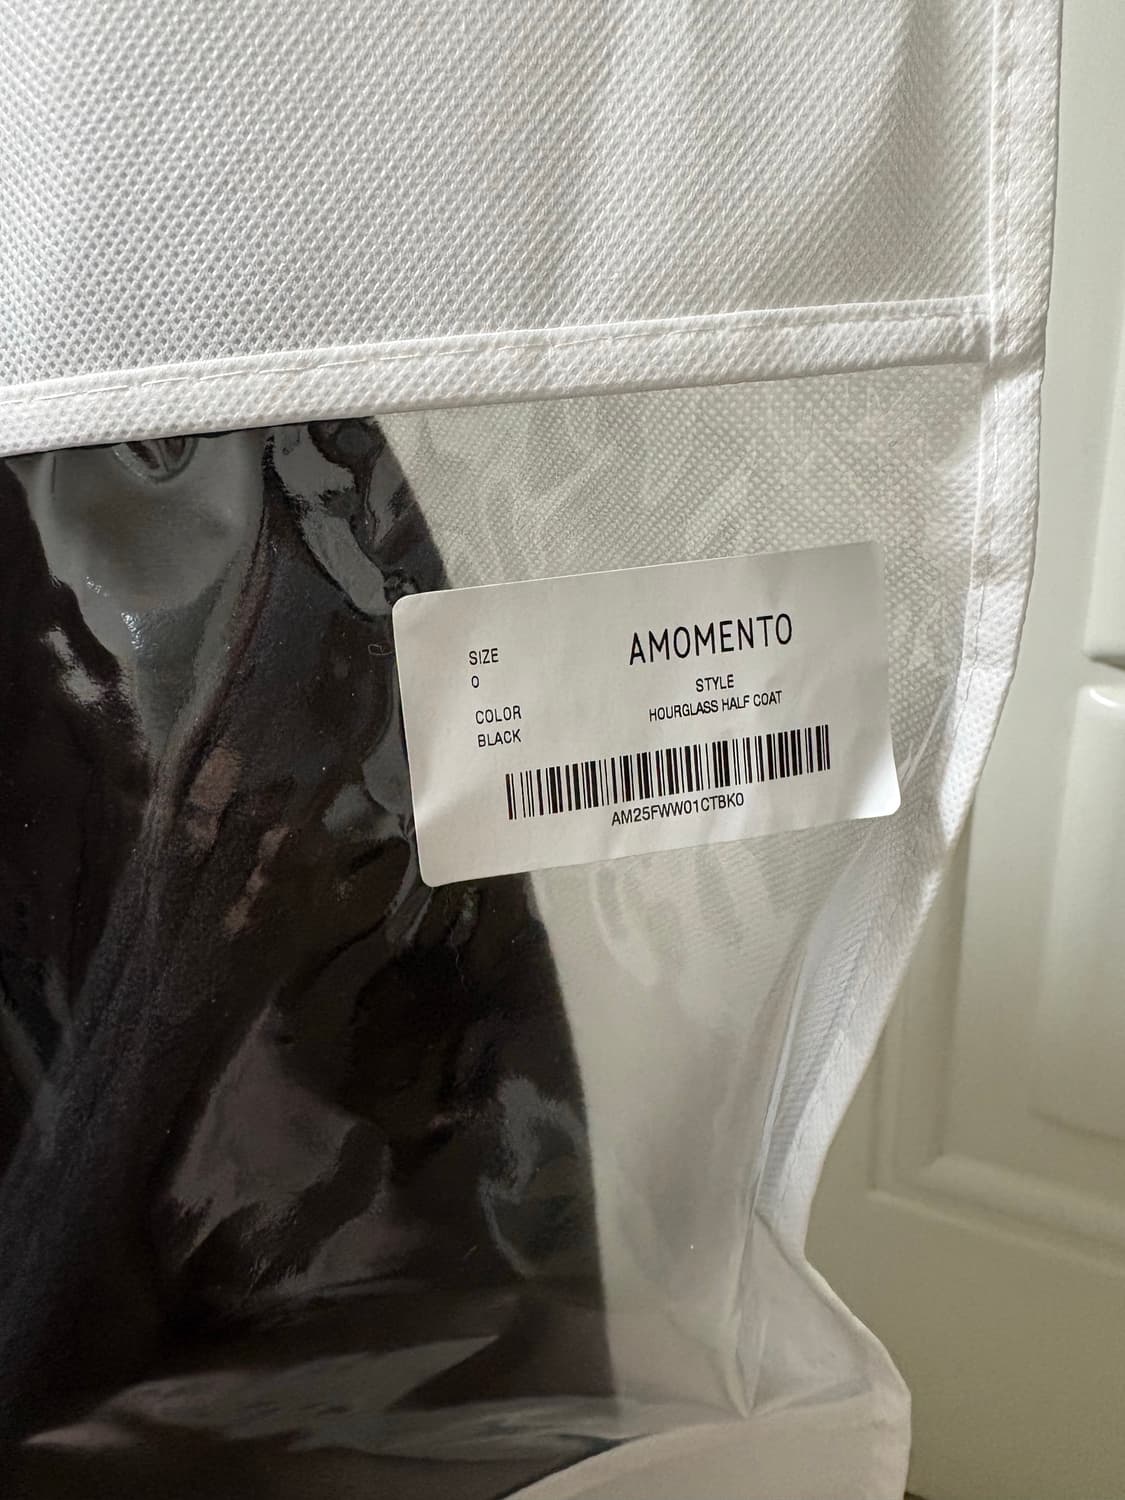 SIZE
0
COLOR
BLACK
AMOMENTO
STYLE
HOURGLASS HALF COAT
AM25FWW01CTBK0